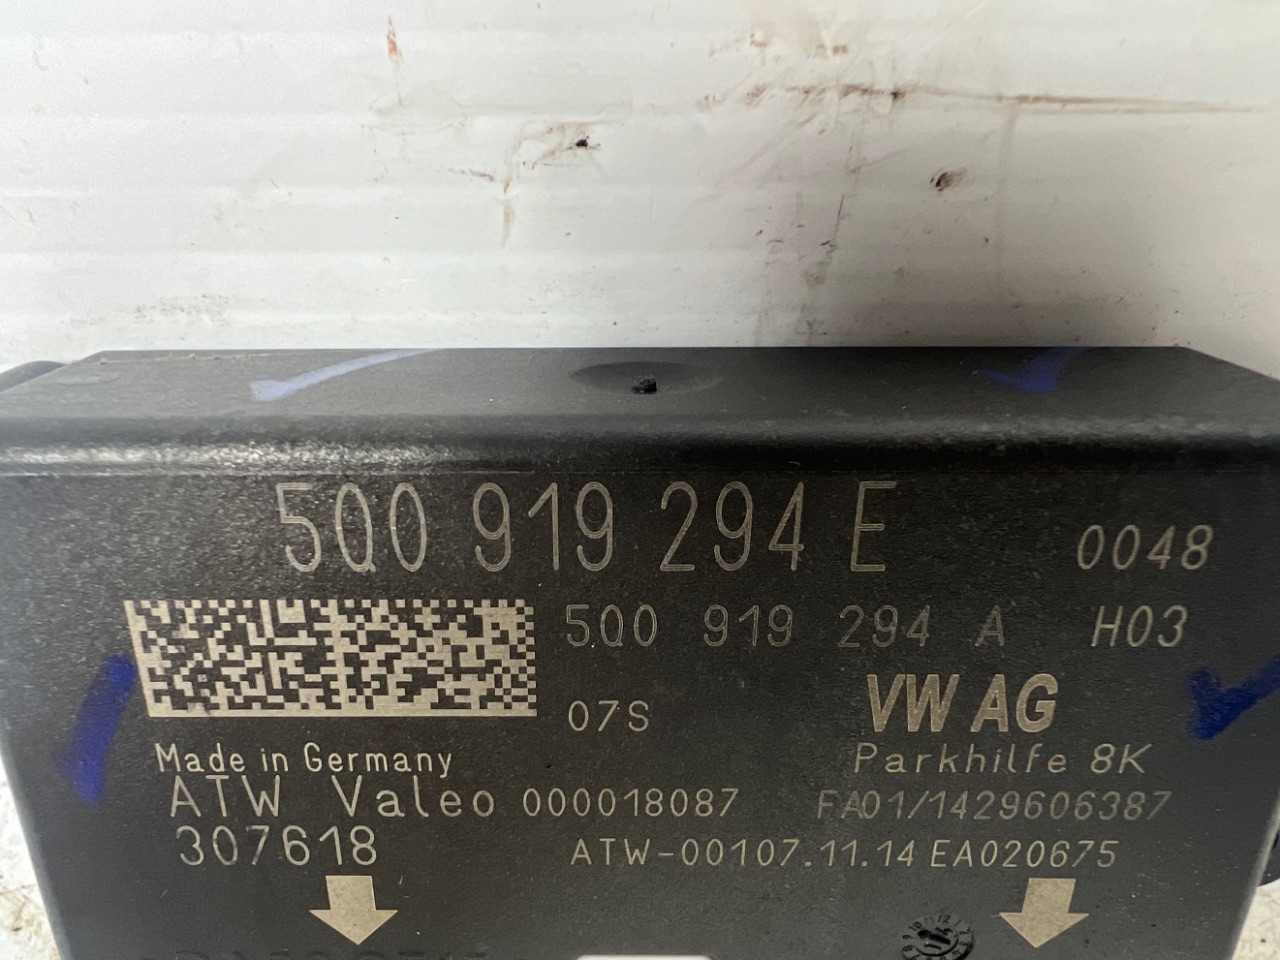 5Q0 919 294 E 0048
5Q0 919 294 A H03
07S VW AG
Made in Germany Parkhilfe 8K
ATW Valeo 000018087 FA01/1429606387
307618 ATW-00107.11.14 EA020675